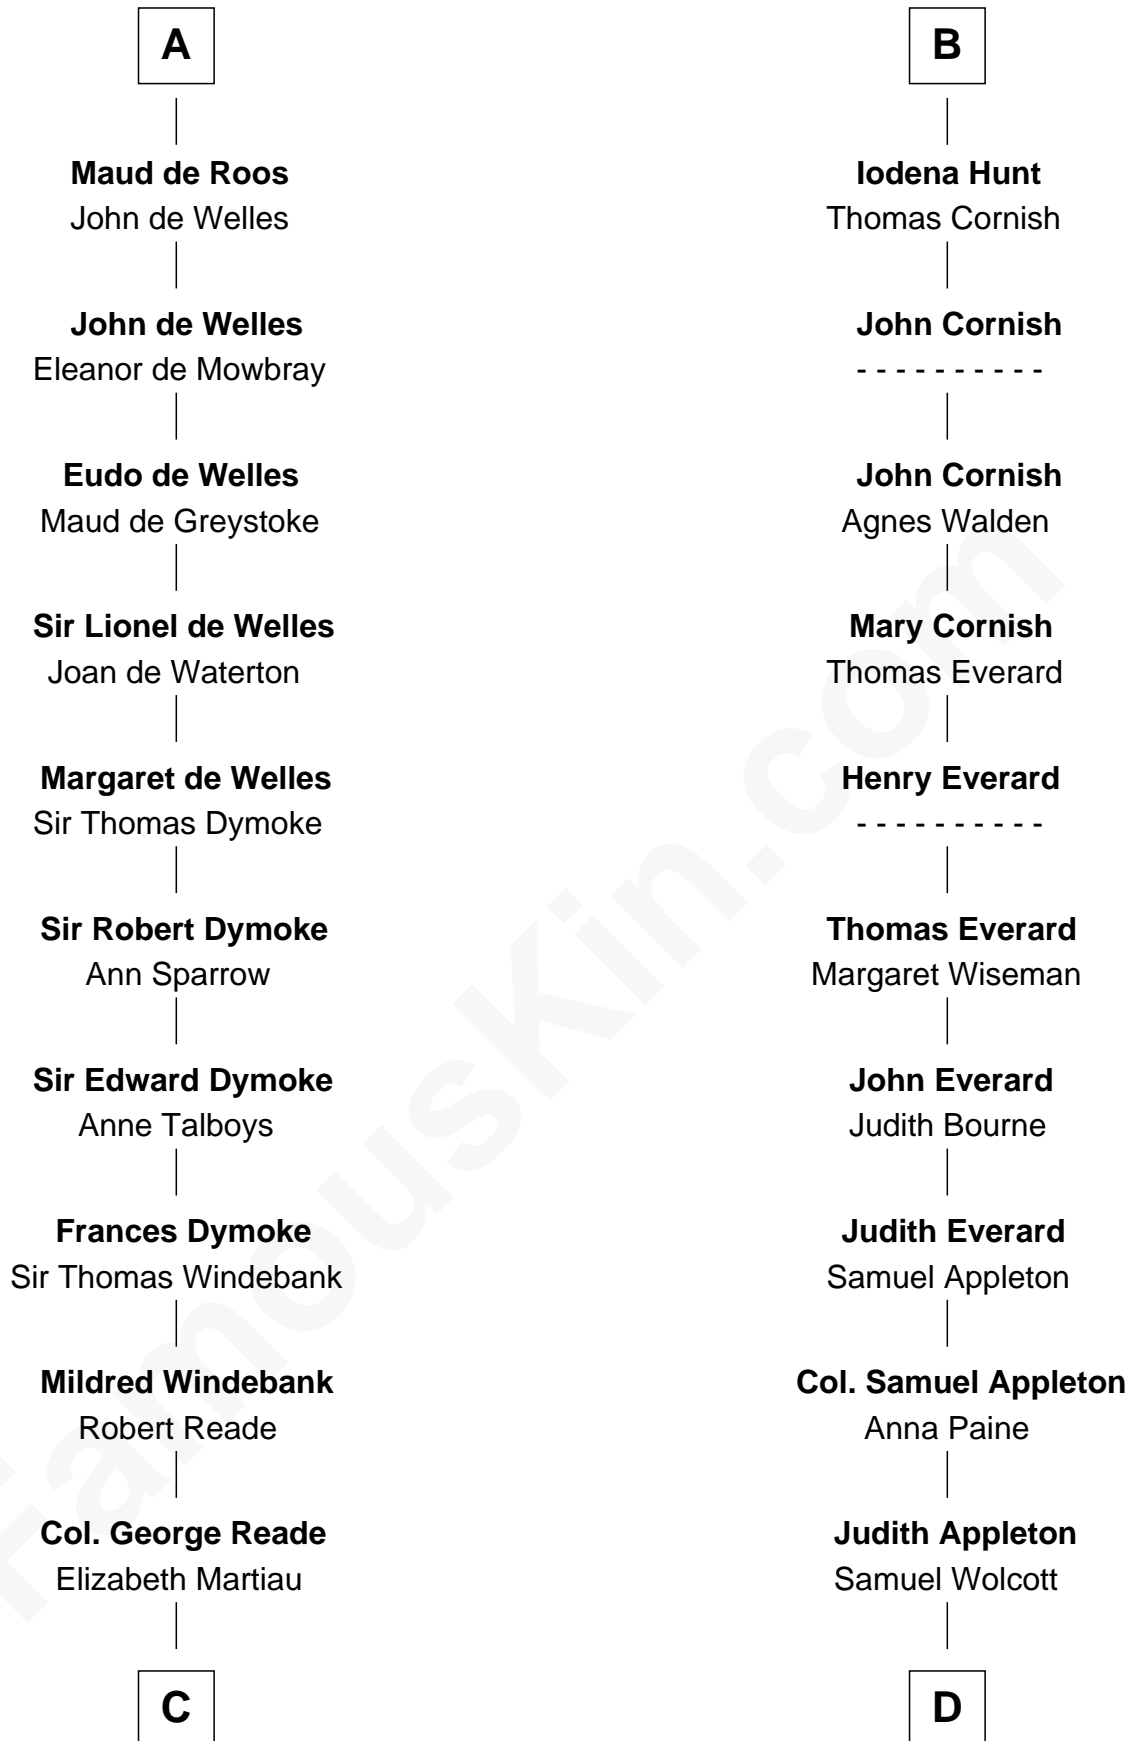 A
Maud de Roos
John de Welles
John de Welles
Eleanor de Mowbray
Eudo de Welles
Maud de Greystoke
Sir Lionel de Welles
Joan de Waterton
Margaret de Welles
Sir Thomas Dymoke
Sir Robert Dymoke
Ann Sparrow
Sir Edward Dymoke
Anne Talboys
Frances Dymoke
Sir Thomas Windebank
Mildred Windebank
Robert Reade
Col. George Reade
Elizabeth Martiau
C
B
Iodena Hunt
Thomas Cornish
John Cornish
- - - - - - - - - -
John Cornish
Agnes Walden
Mary Cornish
Thomas Everard
Henry Everard
- - - - - - - - - -
Thomas Everard
Margaret Wiseman
John Everard
Judith Bourne
Judith Everard
Samuel Appleton
Col. Samuel Appleton
Anna Paine
Judith Appleton
Samuel Wolcott
D
FamousKin.com